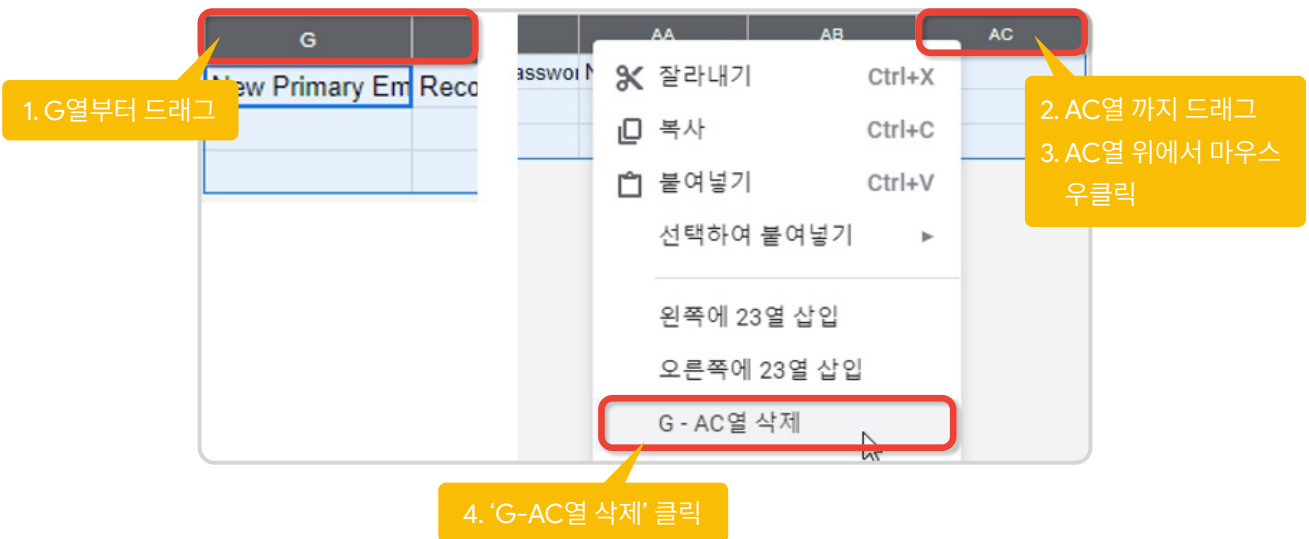 G
AA
AB
AC
New Primary Em
Reco
asswor
N
1. G열부터 드래그
잘라내기 Ctrl+X
복사 Ctrl+C
붙여넣기 Ctrl+V
선택하여 붙여넣기 ►
왼쪽에 23열 삽입
오른쪽에 23열 삽입
G - AC열 삭제
2. AC열 까지 드래그
3. AC열 위에서 마우스
우클릭
4. ‘G-AC열 삭제’ 클릭